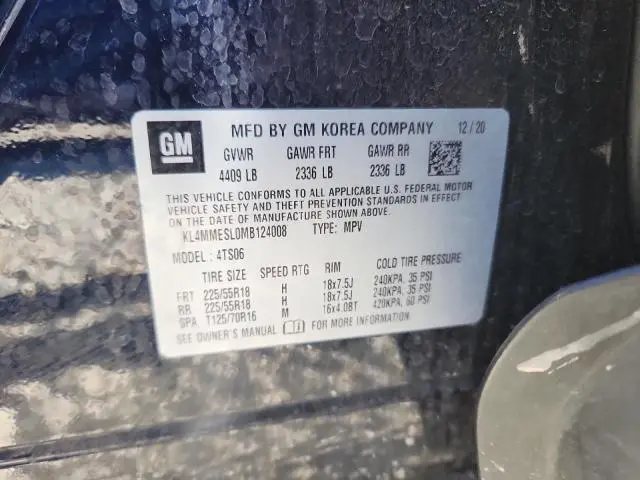 GM MFD BY GM KOREA COMPANY 12/20
GVWR GAWR FRT GAWR RR
4409 LB 2336 LB 2336 LB
THIS VEHICLE CONFORMS TO ALL APPLICABLE U.S. FEDERAL MOTOR
VEHICLE SAFETY AND THEFT PREVENTION STANDARDS IN EFFECT
ON THE DATE OF MANUFACTURE SHOWN ABOVE.
KL4MMESL0MB124008 TYPE: MPV
MODEL: 4TS06
TIRE SIZE SPEED RTG RIM COLD TIRE PRESSURE
FRT 225/55R18 H 18x7.5J 240KPA, 35 PSI
RR 225/55R18 H 18x7.5J 240KPA, 35 PSI
SPA T125/70R16 M 16x4.0BT 420KPA, 60 PSI
SEE OWNER'S MANUAL FOR MORE INFORMATION.